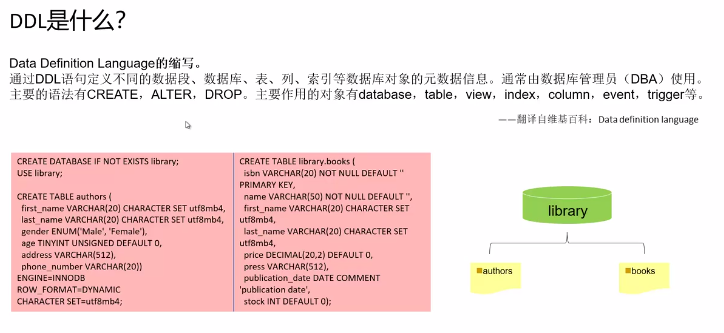 DDL是什么？
Data Definition Language的缩写。
通过DDL语句定义不同的数据段、数据库、表、列、索引等数据库对象的元数据信息。通常由数据库管理员（DBA）使用。
主要的语法有CREATE，ALTER，DROP。主要作用的对象有database，table，view，index，column，event，trigger等。
——翻译自维基百科：Data definition language
CREATE DATABASE IF NOT EXISTS library;
USE library;
CREATE TABLE authors (
first_name VARCHAR(20) CHARACTER SET utf8mb4,
last_name VARCHAR(20) CHARACTER SET utf8mb4,
gender ENUM('Male', 'Female'),
age TINYINT UNSIGNED DEFAULT 0,
address VARCHAR(512),
phone_number VARCHAR(20))
ENGINE=INNODB
ROW_FORMAT=DYNAMIC
CHARACTER SET=utf8mb4;
CREATE TABLE library.books (
isbn VARCHAR(20) NOT NULL DEFAULT ''
PRIMARY KEY,
name VARCHAR(50) NOT NULL DEFAULT '',
first_name VARCHAR(20) CHARACTER SET
utf8mb4,
last_name VARCHAR(20) CHARACTER SET
utf8mb4,
price DECIMAL(20,2) DEFAULT 0,
press VARCHAR(512),
publication_date DATE COMMENT
'publication date',
stock INT DEFAULT 0);
library
authors
books